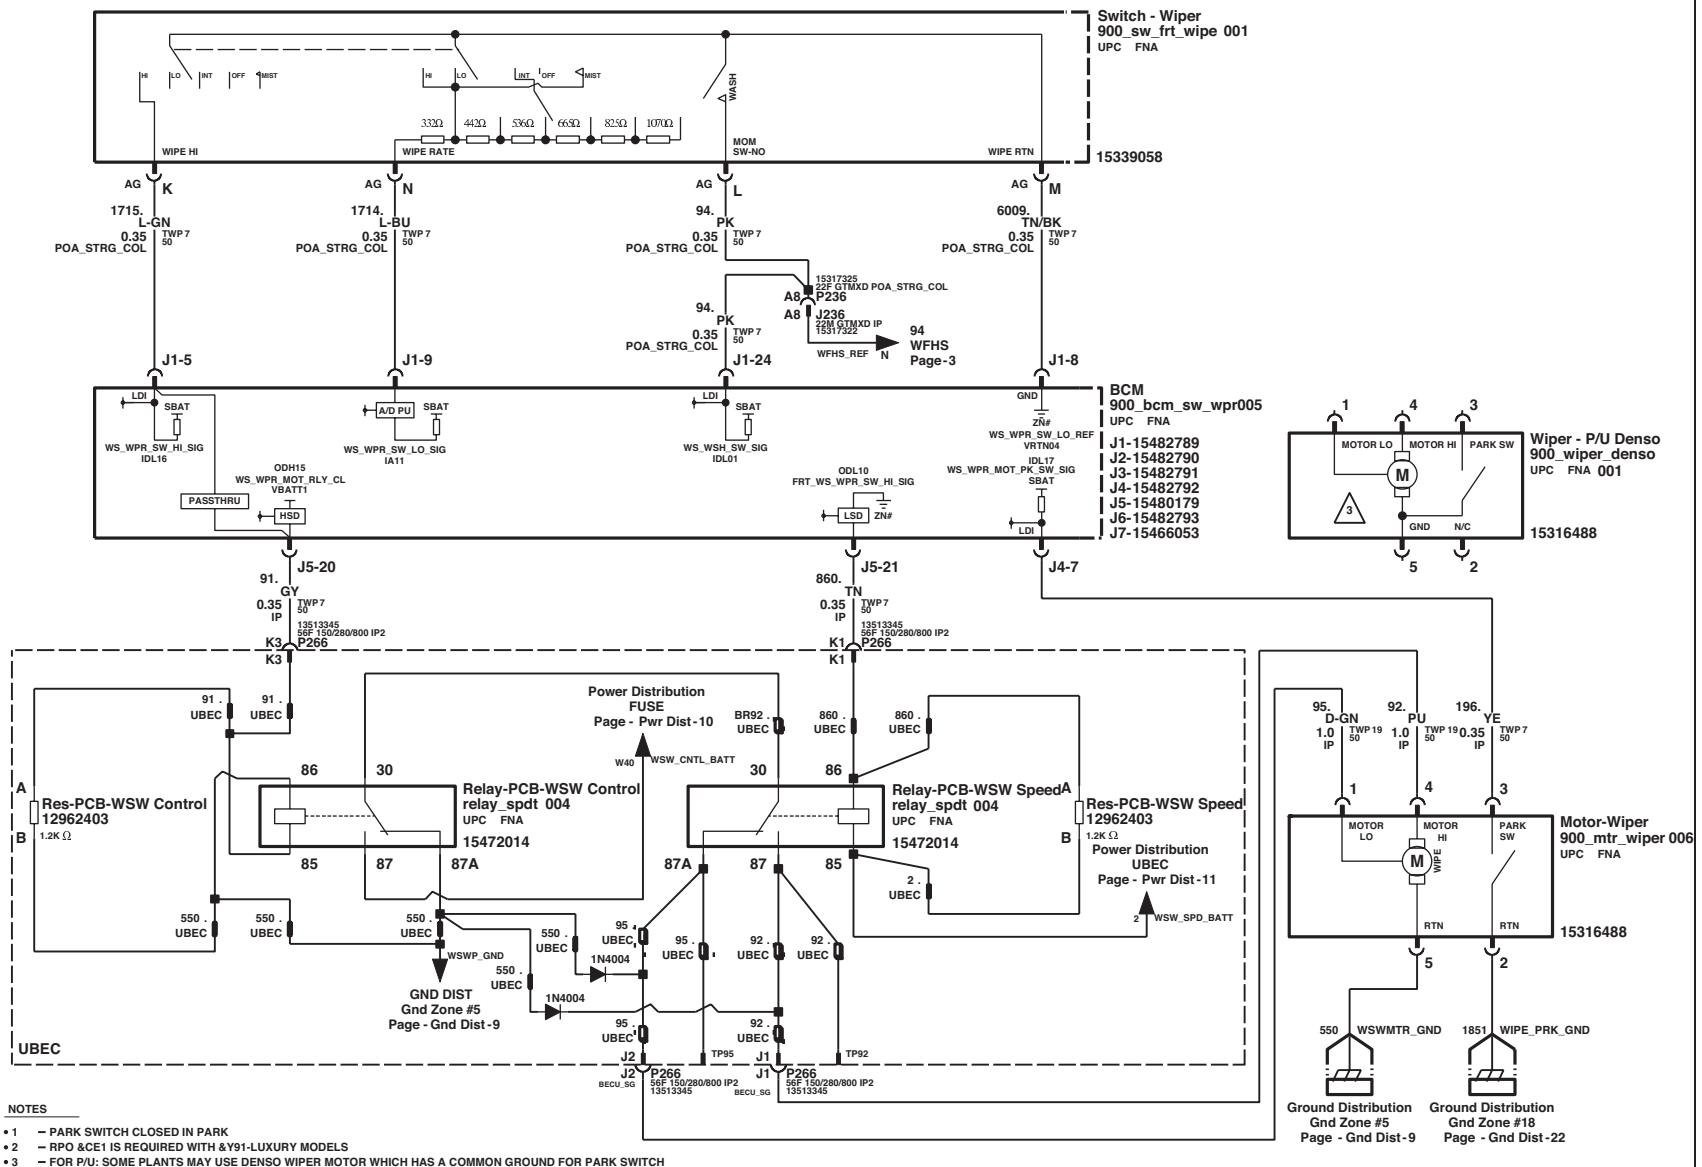 Switch - Wiper
900_sw_frt_wipe 001
UPC FNA
HI
LO
INT
OFF
MIST
HI
LO
INT
OFF
MIST
WASH
332Ω
442Ω
536Ω
665Ω
825Ω
1070Ω
WIPE HI
WIPE RATE
MOM
SW-NO
WIPE RTN
15339058
AG
K
AG
N
AG
L
AG
M
1715.
L-GN
0.35
TWP 7
50
POA_STRG_COL
1714.
L-BU
0.35
TWP 7
50
POA_STRG_COL
94.
PK
0.35
TWP 7
50
POA_STRG_COL
6009.
TN/BK
0.35
TWP 7
50
POA_STRG_COL
15317325
22F GTMXD POA_STRG_COL
A8
P236
A8
J236
22M GTMXD IP
15317322
94.
PK
0.35
TWP 7
50
POA_STRG_COL
WFHS_REF
N
94
WFHS
Page-3
J1-5
J1-9
J1-24
J1-8
BCM
900_bcm_sw_wpr005
UPC FNA
J1-15482789
J2-15482790
J3-15482791
J4-15482792
J5-15480179
J6-15482793
J7-15466053
LDI
SBAT
WS_WPR_SW_HI_SIG
IDL16
A/D PU
SBAT
WS_WPR_SW_LO_SIG
IA11
LDI
SBAT
WS_WSH_SW_SIG
IDL01
GND
ZN#
WS_WPR_SW_LO_REF
VRTN04
IDL17
WS_WPR_MOT_PK_SW_SIG
SBAT
LDI
ODH15
WS_WPR_MOT_RLY_CL
VBATT1
PASSTHRU
HSD
ODL10
FRT_WS_WPR_SW_HI_SIG
LSD
ZN#
1
4
3
MOTOR LO
MOTOR HI
PARK SW
M
3
GND
N/C
5
2
Wiper - P/U Denso
900_wiper_denso
UPC FNA 001
15316488
J5-20
J5-21
J4-7
91.
GY
0.35
TWP 7
50
IP
13513345
56F 150/280/800 IP2
K3
P266
K3
860.
TN
0.35
TWP7
50
IP
13513345
56F 150/280/800 IP2
K1
P266
K1
91 .
UBEC
91 .
UBEC
Power Distribution
FUSE
Page - Pwr Dist-10
W40
WSW_CNTL_BATT
BR92 .
UBEC
860 .
UBEC
860 .
UBEC
95.
D-GN
1.0
TWP 19
50
IP
92.
PU
1.0
TWP 19
50
IP
196.
YE
0.35
TWP 7
50
IP
86
30
30
86
A
Res-PCB-WSW Control
12962403
B
1.2K Ω
Relay-PCB-WSW Control
relay_spdt 004
UPC FNA
15472014
Relay-PCB-WSW Speed
relay_spdt 004
UPC FNA
15472014
A
Res-PCB-WSW Speed
12962403
B
1.2K Ω
85
87
87A
87A
87
85
Power Distribution
UBEC
Page - Pwr Dist-11
2
WSW_SPD_BATT
2 .
UBEC
1
4
3
MOTOR
LO
MOTOR
HI
PARK
SW
M
WIPE
RTN
RTN
Motor-Wiper
900_mtr_wiper 006
UPC FNA
15316488
5
2
550 .
UBEC
550 .
UBEC
550 .
UBEC
WSWP_GND
GND DIST
Gnd Zone #5
Page - Gnd Dist-9
550 .
UBEC
550 .
UBEC
1N4004
1N4004
95 .
UBEC
95 .
UBEC
92 .
UBEC
92 .
UBEC
95 .
UBEC
92 .
UBEC
UBEC
J2
TP95
J1
TP92
J2
P266
BECU_SG
56F 150/280/800 IP2
13513345
J1
P266
BECU_SG
56F 150/280/800 IP2
13513345
550
WSWMTR_GND
1851
WIPE_PRK_GND
Ground Distribution
Gnd Zone #5
Page - Gnd Dist-9
Ground Distribution
Gnd Zone #18
Page - Gnd Dist-22
NOTES
• 1 – PARK SWITCH CLOSED IN PARK
• 2 – RPO &CE1 IS REQUIRED WITH &Y91-LUXURY MODELS
• 3 – FOR P/U: SOME PLANTS MAY USE DENSO WIPER MOTOR WHICH HAS A COMMON GROUND FOR PARK SWITCH